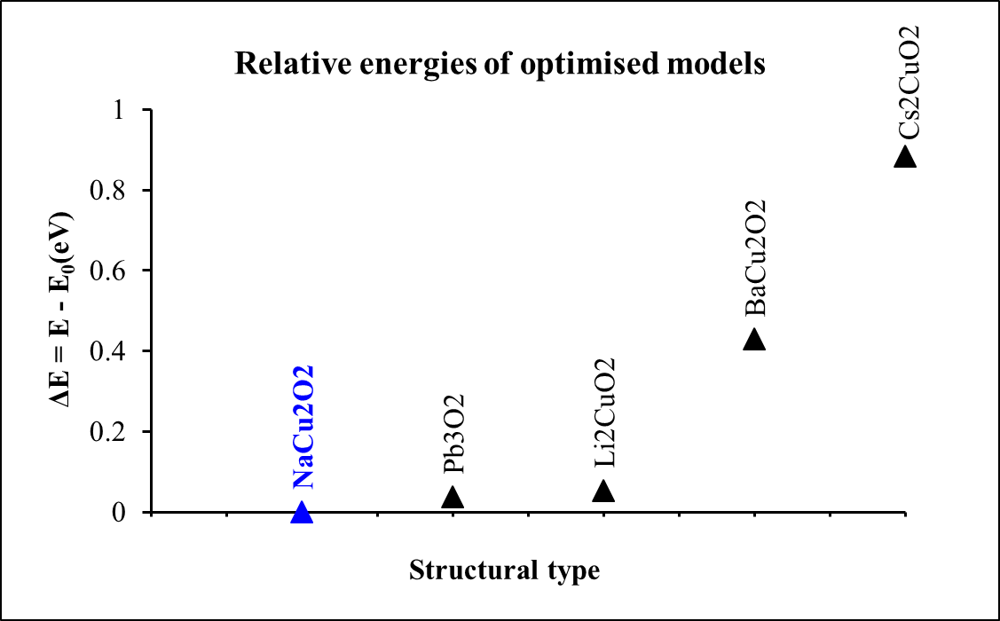 Relative energies of optimised models
ΔE = E - E₀(eV)
1
0.8
0.6
0.4
0.2
0
NaCu2O2
Pb3O2
Li2CuO2
BaCu2O2
Cs2CuO2
Structural type